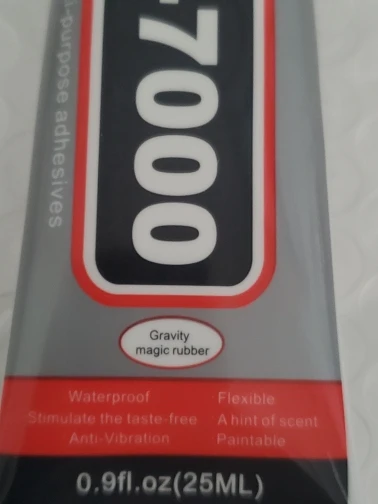 -purpose adhesives
-7000
Gravity
magic rubber
Waterproof Flexible
Stimulate the taste-free A hint of scent
Anti-Vibration Paintable
0.9fl.oz(25ML)